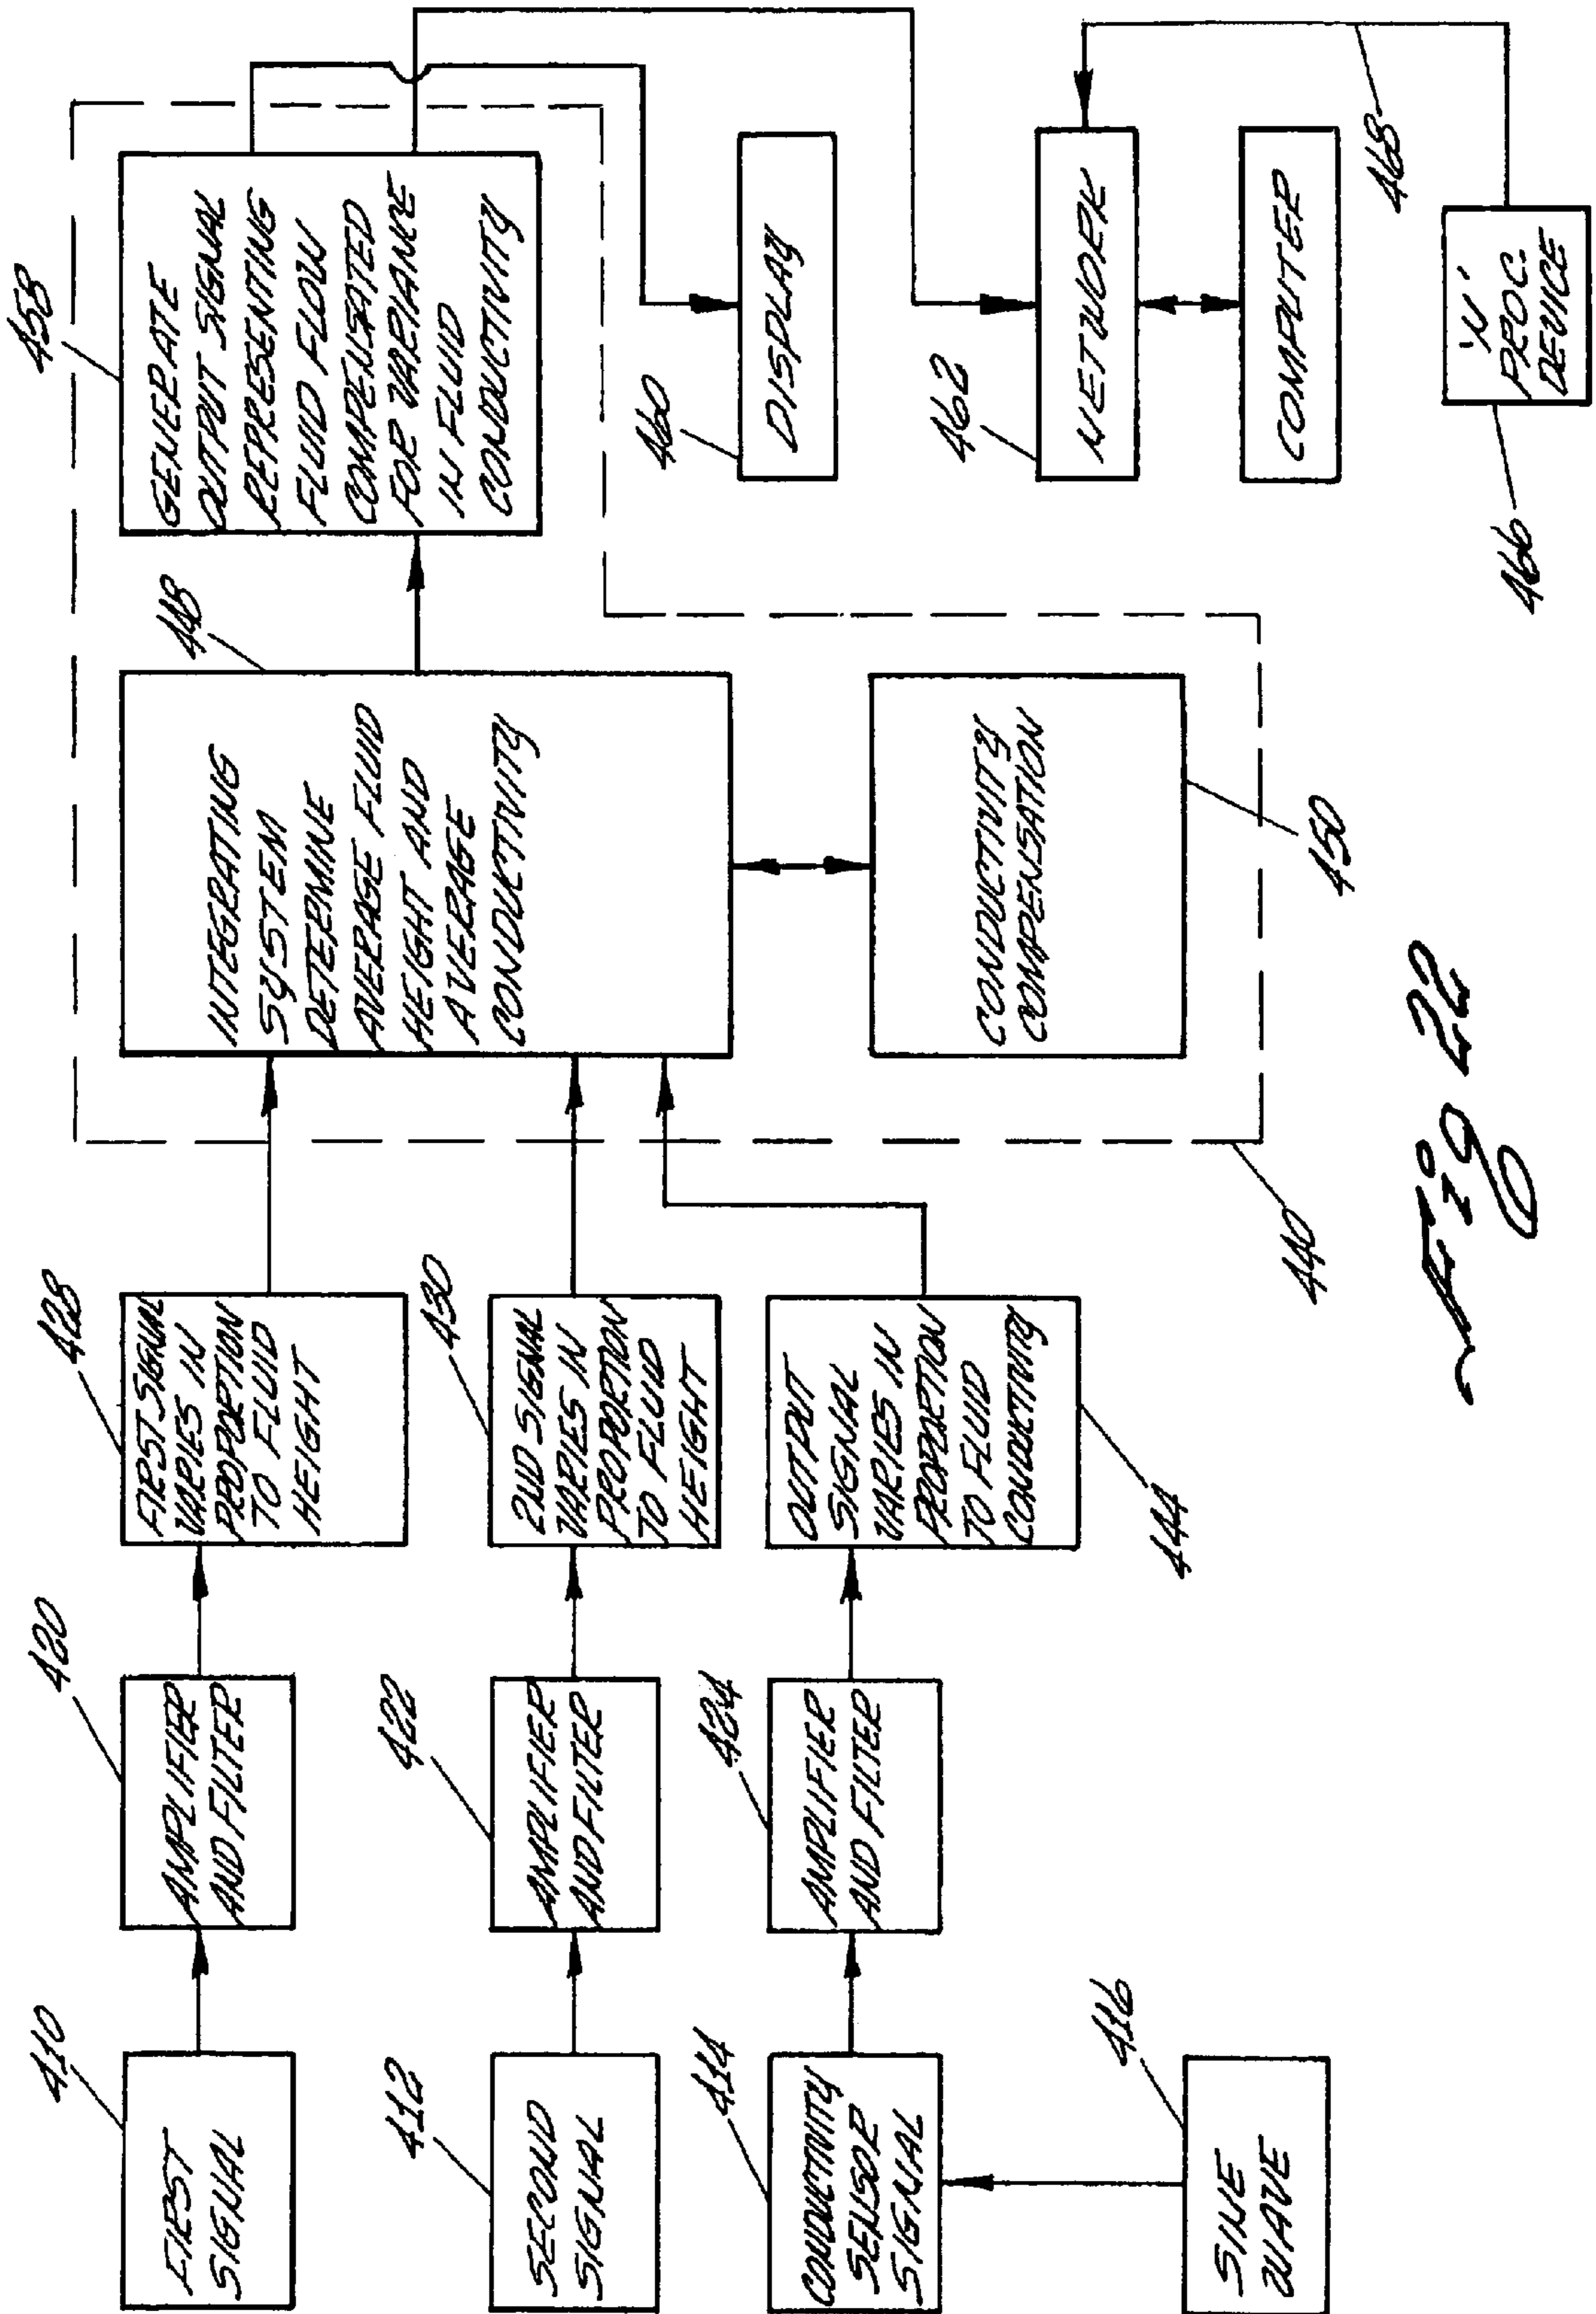 410
FIRST
SIGNAL
420
AMPLIFIER
AND FILTER
428
FIRST SIGNAL
VARIES IN
PROPORTION
TO FLUID
HEIGHT
412
SECOND
SIGNAL
422
AMPLIFIER
AND FILTER
430
2ND SIGNAL
VARIES IN
PROPORTION
TO FLUID
HEIGHT
414
CONDUCTIVITY
SENSOR
SIGNAL
424
AMPLIFIER
AND FILTER
OUTPUT
SIGNAL
VARIES IN
PROPORTION
TO FLUID
CONDUCTIVITY
444
416
SINE
WAVE
448
INTEGRATING
SYSTEM
DETERMINE
AVERAGE FLUID
HEIGHT AND
AVERAGE
CONDUCTIVITY
CONDUCTIVITY
COMPENSATION
450
440
458
GENERATE
OUTPUT SIGNAL
REPRESENTING
FLUID FLOW
COMPENSATED
FOR VARIANCE
IN FLUID
CONDUCTIVITY
460
DISPLAY
462
NETWORK
COMPUTER
468
"N"
PROC.
DEVICE
466
Fig 22